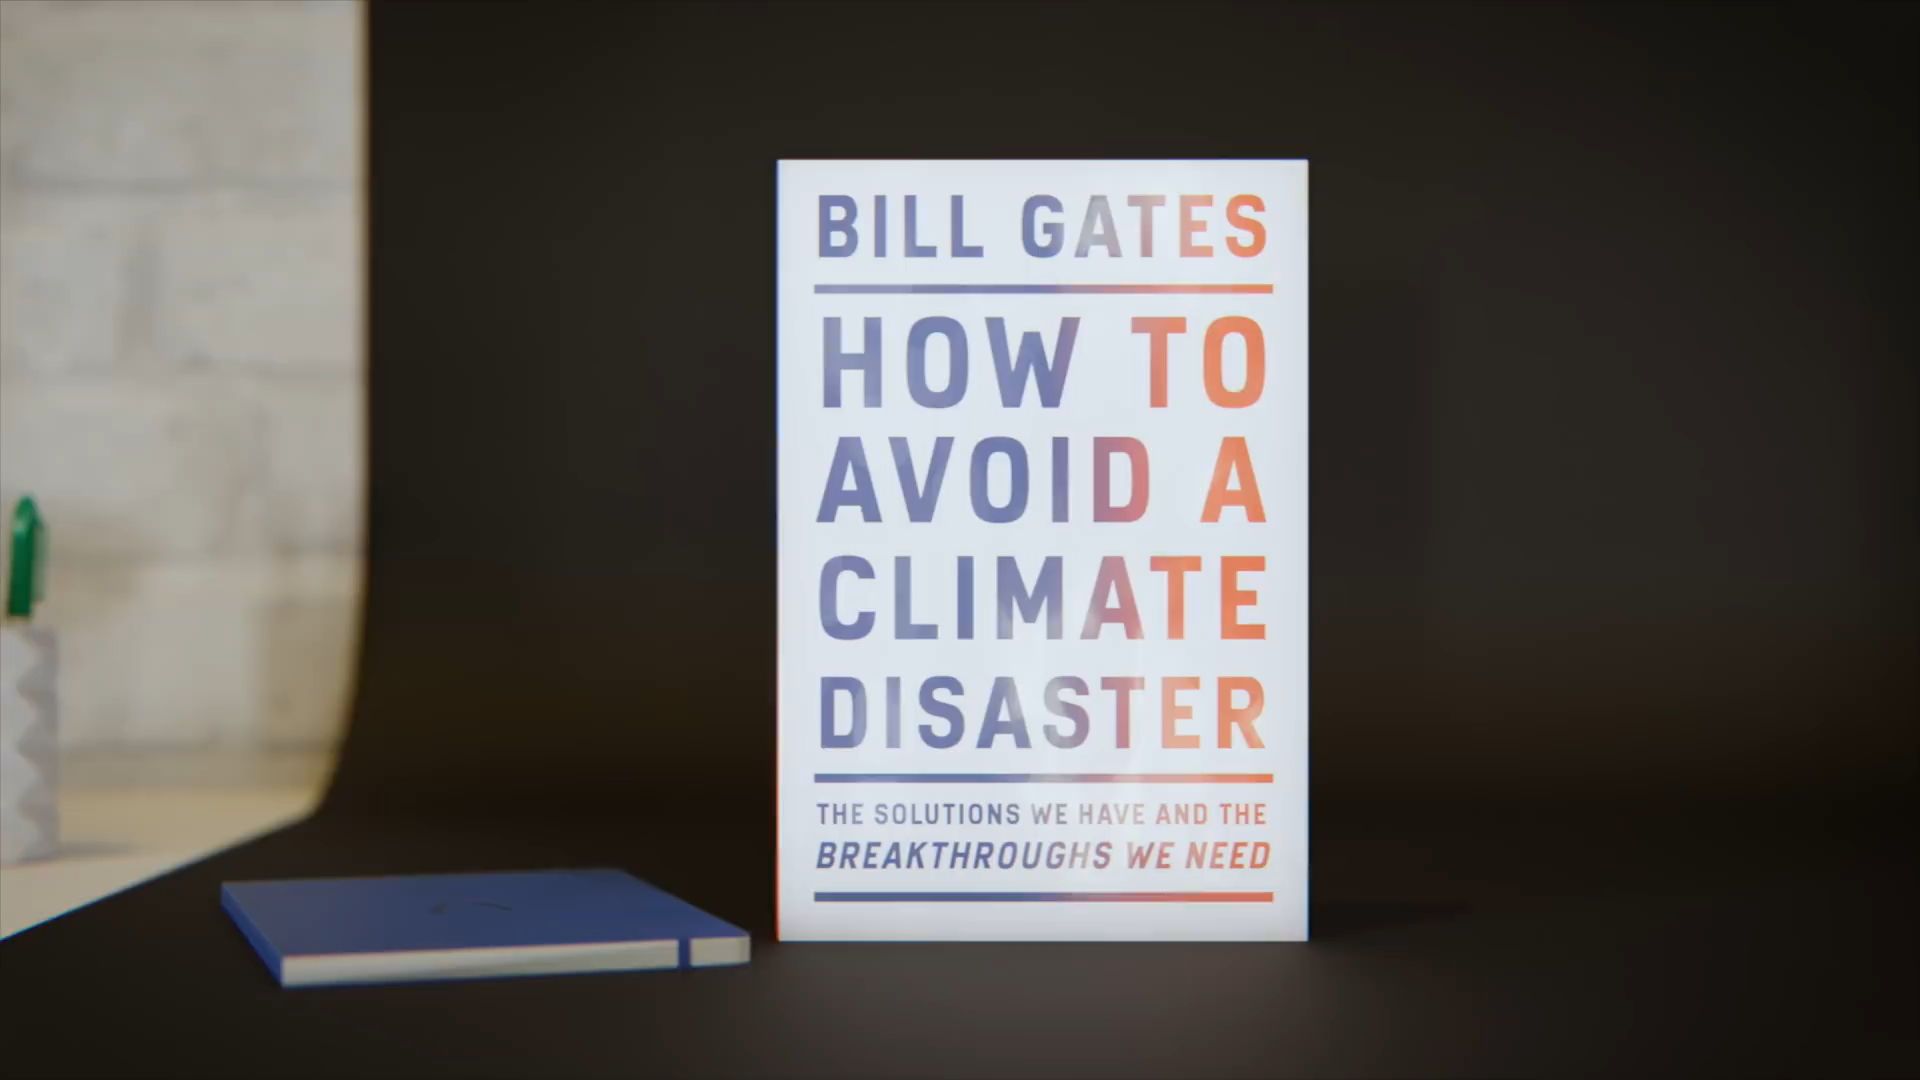 BILL GATES
HOW TO
AVOID A
CLIMATE
DISASTER
THE SOLUTIONS WE HAVE AND THE
BREAKTHROUGHS WE NEED